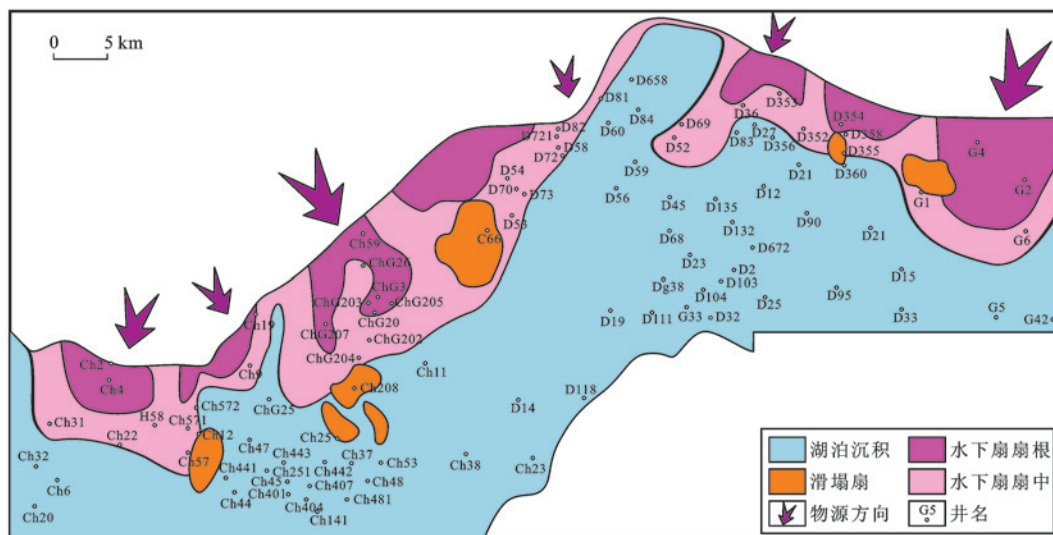 0 5 km
D658
D81
D84
D60
D82
D721
D58
D72
D54
D70
D73
D53
C66
D59
D56
D69
D52
D36
D353
D83
D27
D356
D352
D354
D358
D355
D360
D21
D12
G4
G2
G1
G6
D45
D135
D132
D90
D21
D68
D672
D23
D2
D103
Dg38
D104
D15
D95
D25
D19
D111
G33
D32
D33
G5
G42
Ch59
ChG26
ChG3
ChG203
ChG205
ChG20
ChG207
ChG202
ChG204
Ch19
Ch9
Ch11
Ch208
ChG25
Ch2
Ch4
Ch31
Ch22
H58
Ch571
Ch572
Ch12
Ch57
Ch32
Ch6
Ch20
Ch47
Ch443
Ch25
Ch441
Ch251
Ch442
Ch37
Ch53
Ch45
Ch407
Ch48
Ch44
Ch401
Ch404
Ch481
Ch141
Ch38
Ch23
D14
D118
湖泊沉积
水下扇扇根
滑塌扇
水下扇扇中
物源方向
G5
井名